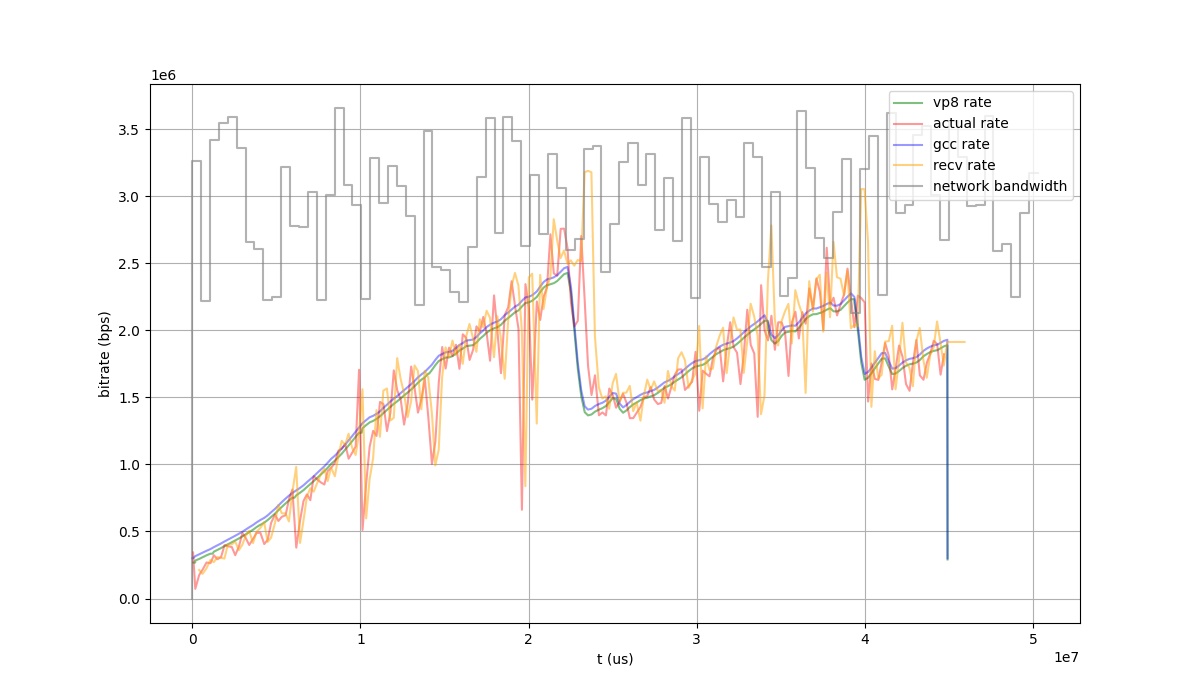 1e6
3.5
3.0
2.5
2.0
1.5
1.0
0.5
0.0
bitrate (bps)
vp8 rate
actual rate
gcc rate
recv rate
network bandwidth
0 1 2 3 4 5
t (us)
1e7